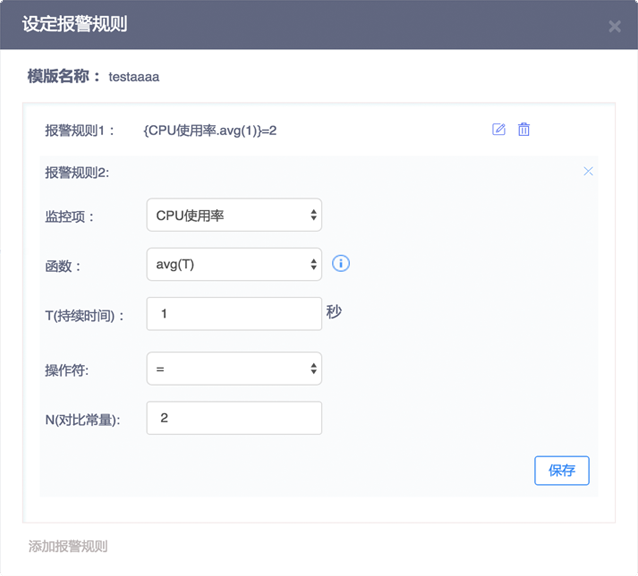 设定报警规则
模版名称： testaaaa
报警规则1： {CPU使用率.avg(1)}=2
报警规则2:
监控项： CPU使用率
函数： avg(T)
T(持续时间)： 1 秒
操作符: =
N(对比常量): 2
保存
添加报警规则